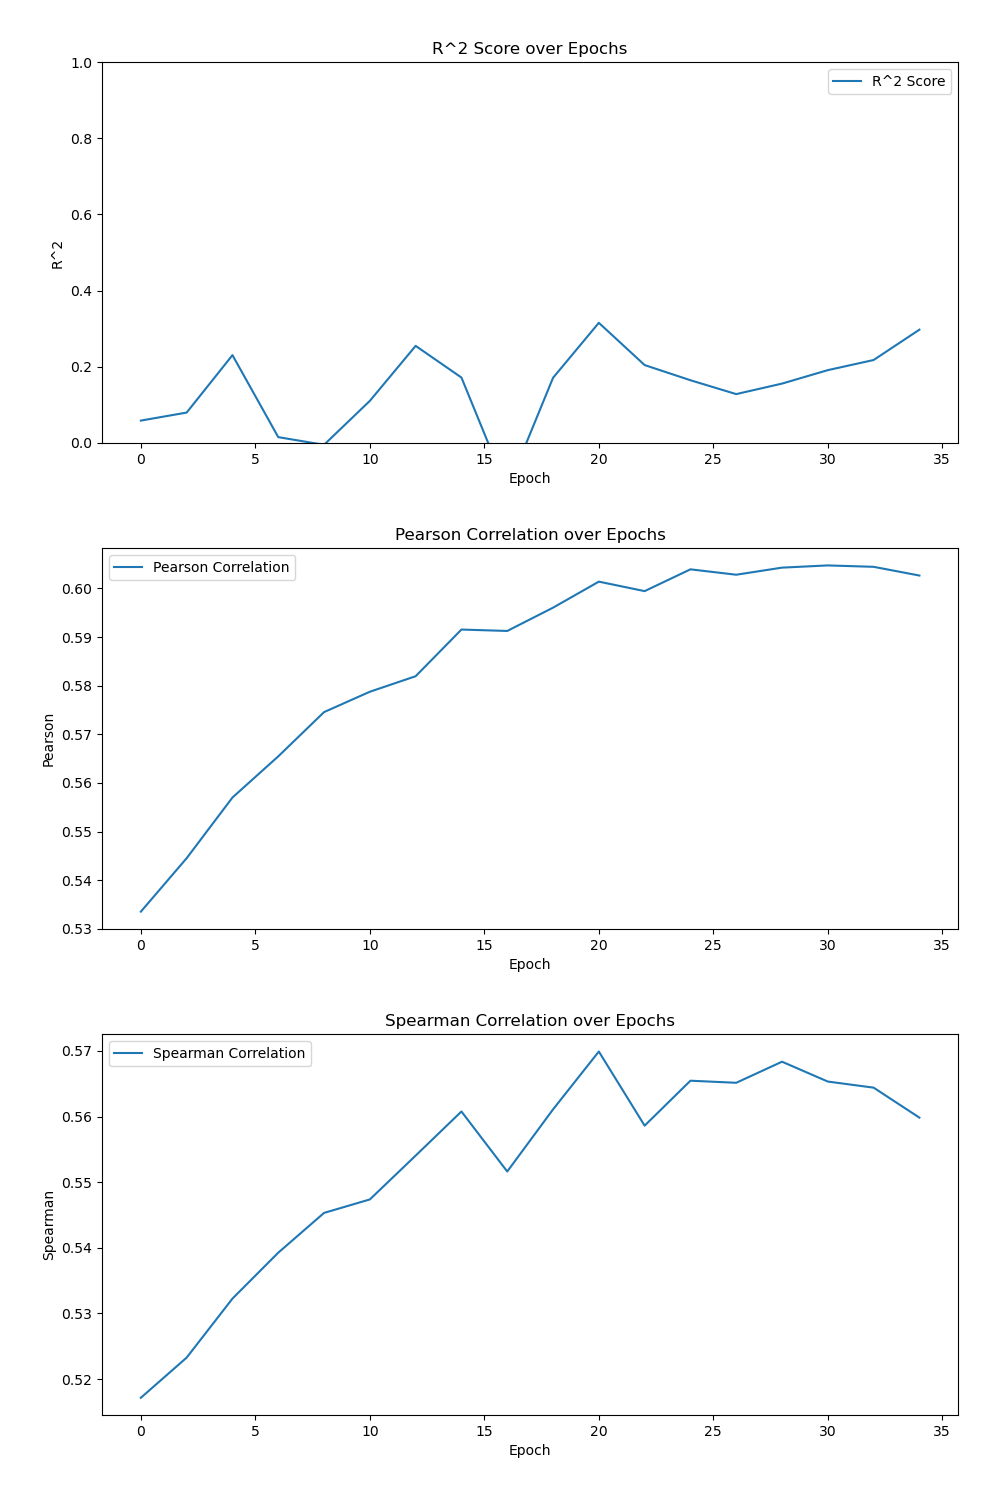 R^2 Score over Epochs
1.0
R^2 Score
0.8
0.6
R^2
0.4
0.2
0.0
0 5 10 15 20 25 30 35
Epoch
Pearson Correlation over Epochs
Pearson Correlation
0.60
0.59
0.58
0.57
Pearson
0.56
0.55
0.54
0.53
0 5 10 15 20 25 30 35
Epoch
Spearman Correlation over Epochs
0.57
Spearman Correlation
0.56
0.55
Spearman
0.54
0.53
0.52
0 5 10 15 20 25 30 35
Epoch